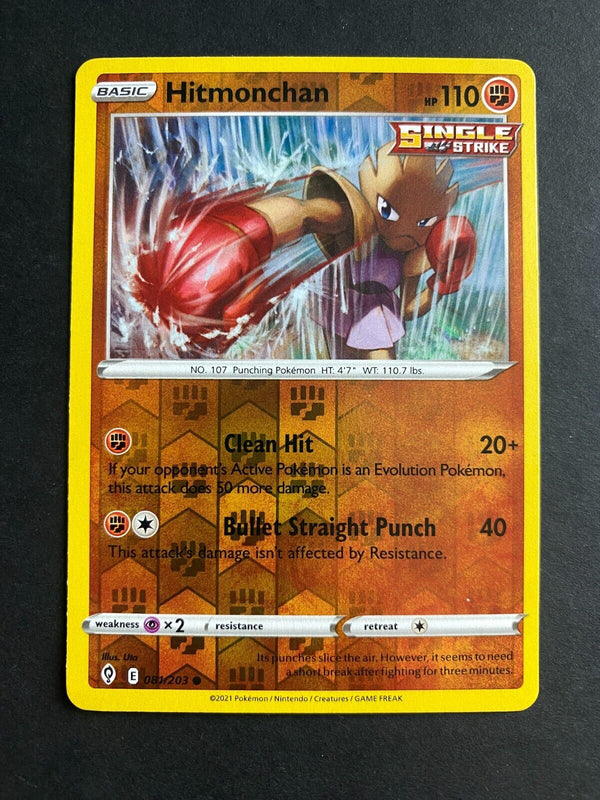 BASIC Hitmonchan HP 110
SINGLE
STRIKE
NO. 107 Punching Pokémon HT: 4'7" WT: 110.7 lbs.
Clean Hit 20+
If your opponent's Active Pokémon is an Evolution Pokémon,
this attack does 50 more damage.
Bullet Straight Punch 40
This attack's damage isn't affected by Resistance.
weakness ×2 resistance retreat
Illus. Uta
Its punches slice the air. However, it seems to need
a short break after fighting for three minutes.
E 081/203
©2021 Pokémon / Nintendo / Creatures / GAME FREAK